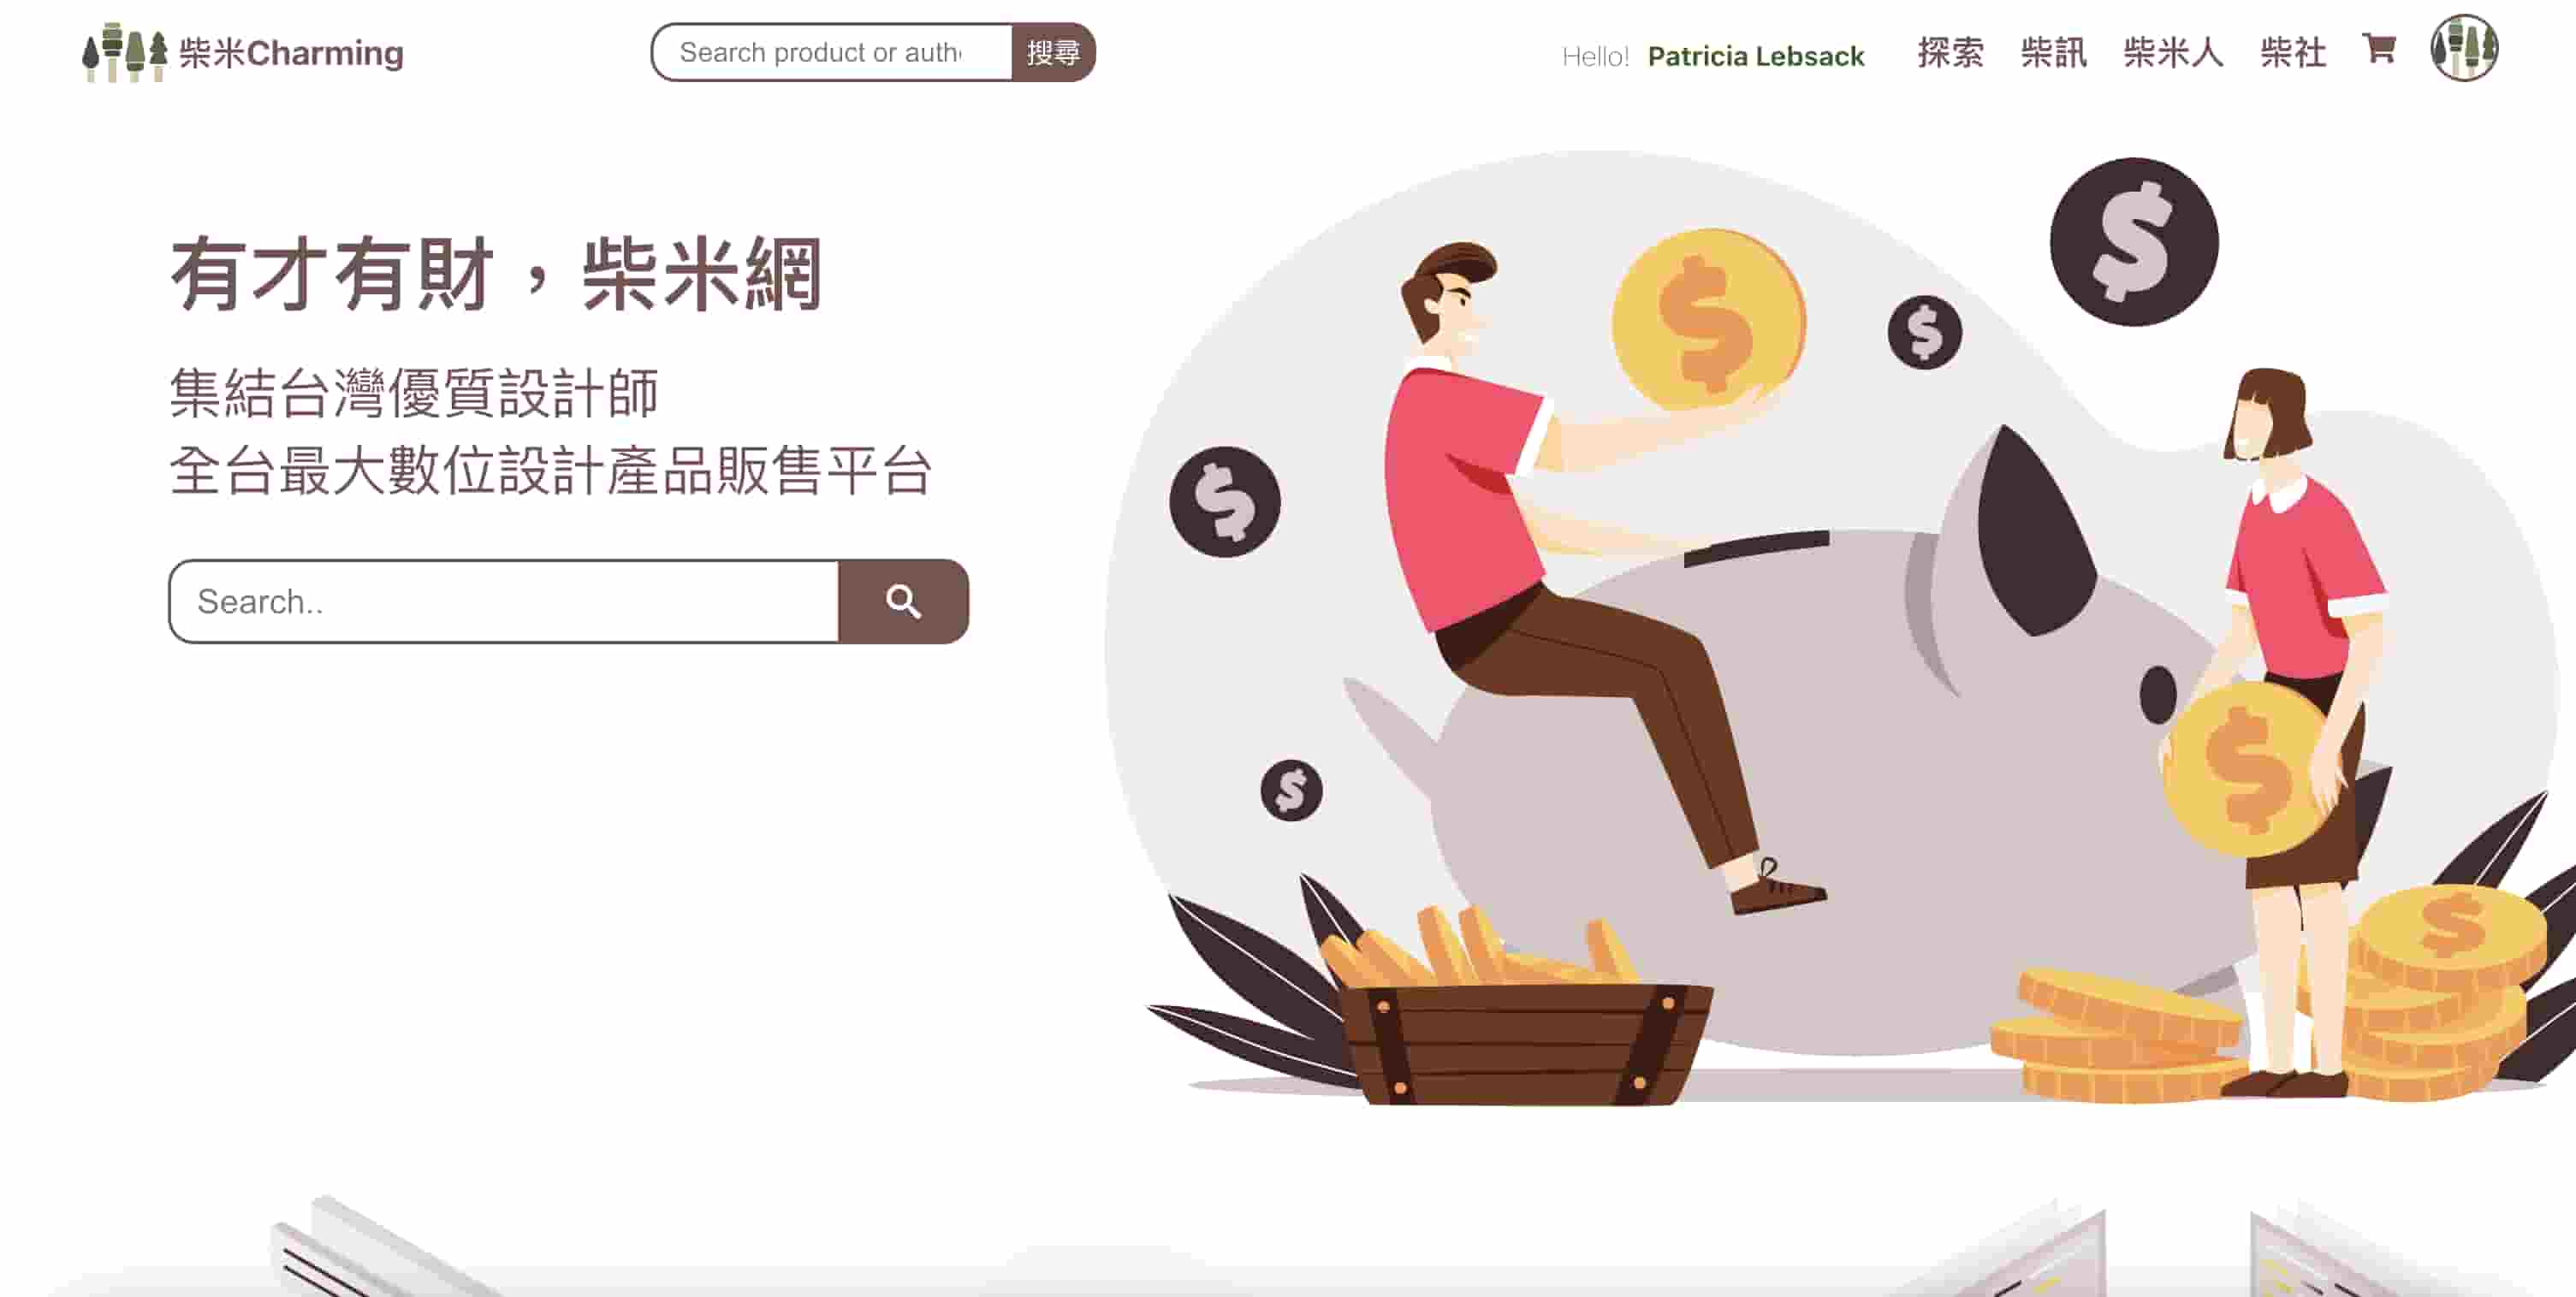 柴米Charming
Search product or auth
搜尋
Hello! Patricia Lebsack
探索
柴訊
柴米人
柴社
有才有財，柴米網
集結台灣優質設計師
全台最大數位設計產品販售平台
Search..
$
$
$
$
$
$
$